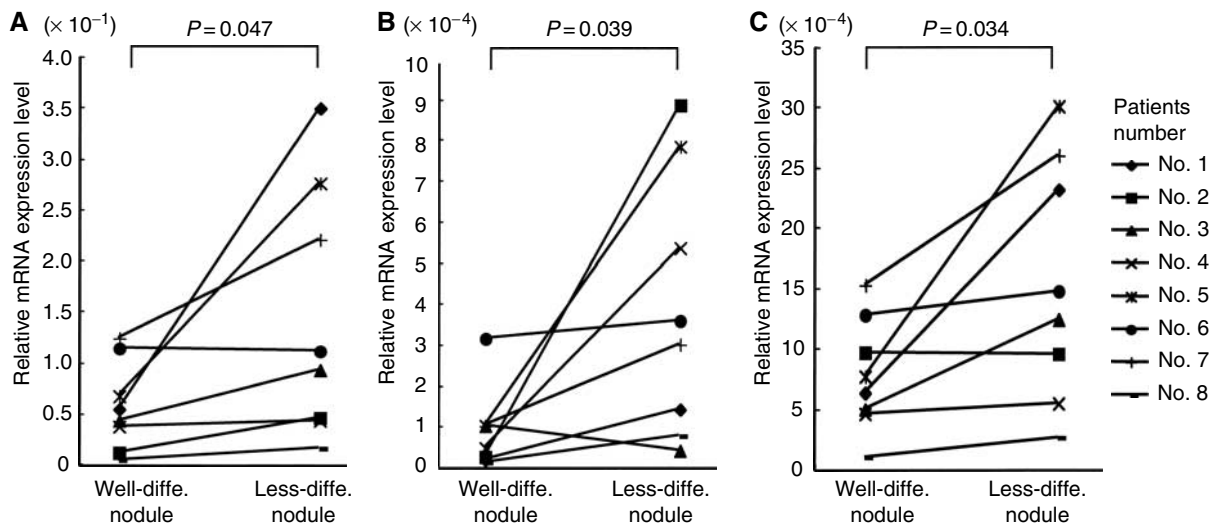 A (× 10⁻¹)
P = 0.047
Relative mRNA expression level
4.0
3.5
3.0
2.5
2.0
1.5
1.0
0.5
0
Well-diffe. nodule
Less-diffe. nodule
B (× 10⁻⁴)
P = 0.039
Relative mRNA expression level
10
9
8
7
6
5
4
3
2
1
0
Well-diffe. nodule
Less-diffe. nodule
C (× 10⁻⁴)
P = 0.034
Relative mRNA expression level
35
30
25
20
15
10
5
0
Well-diffe. nodule
Less-diffe. nodule
Patients
number
No. 1
No. 2
No. 3
No. 4
No. 5
No. 6
No. 7
No. 8